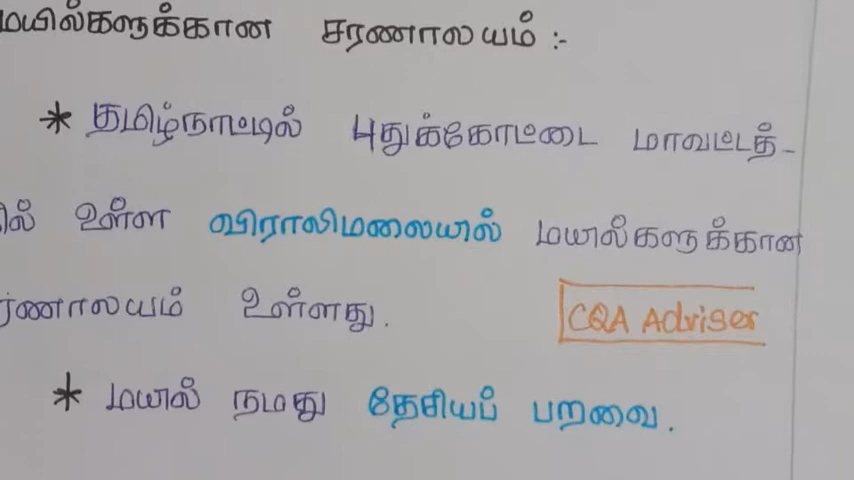 மயில்களுக்கான சரணாலயம் :-
* தமிழ்நாட்டில் புதுக்கோட்டை மாவட்டத்-
ில் உள்ள விராலிமலையில் மயில்களுக்கான
ரணாலயம் உள்ளது.
CQA Adviser
* மயில் நமது தேசியப் பறவை.